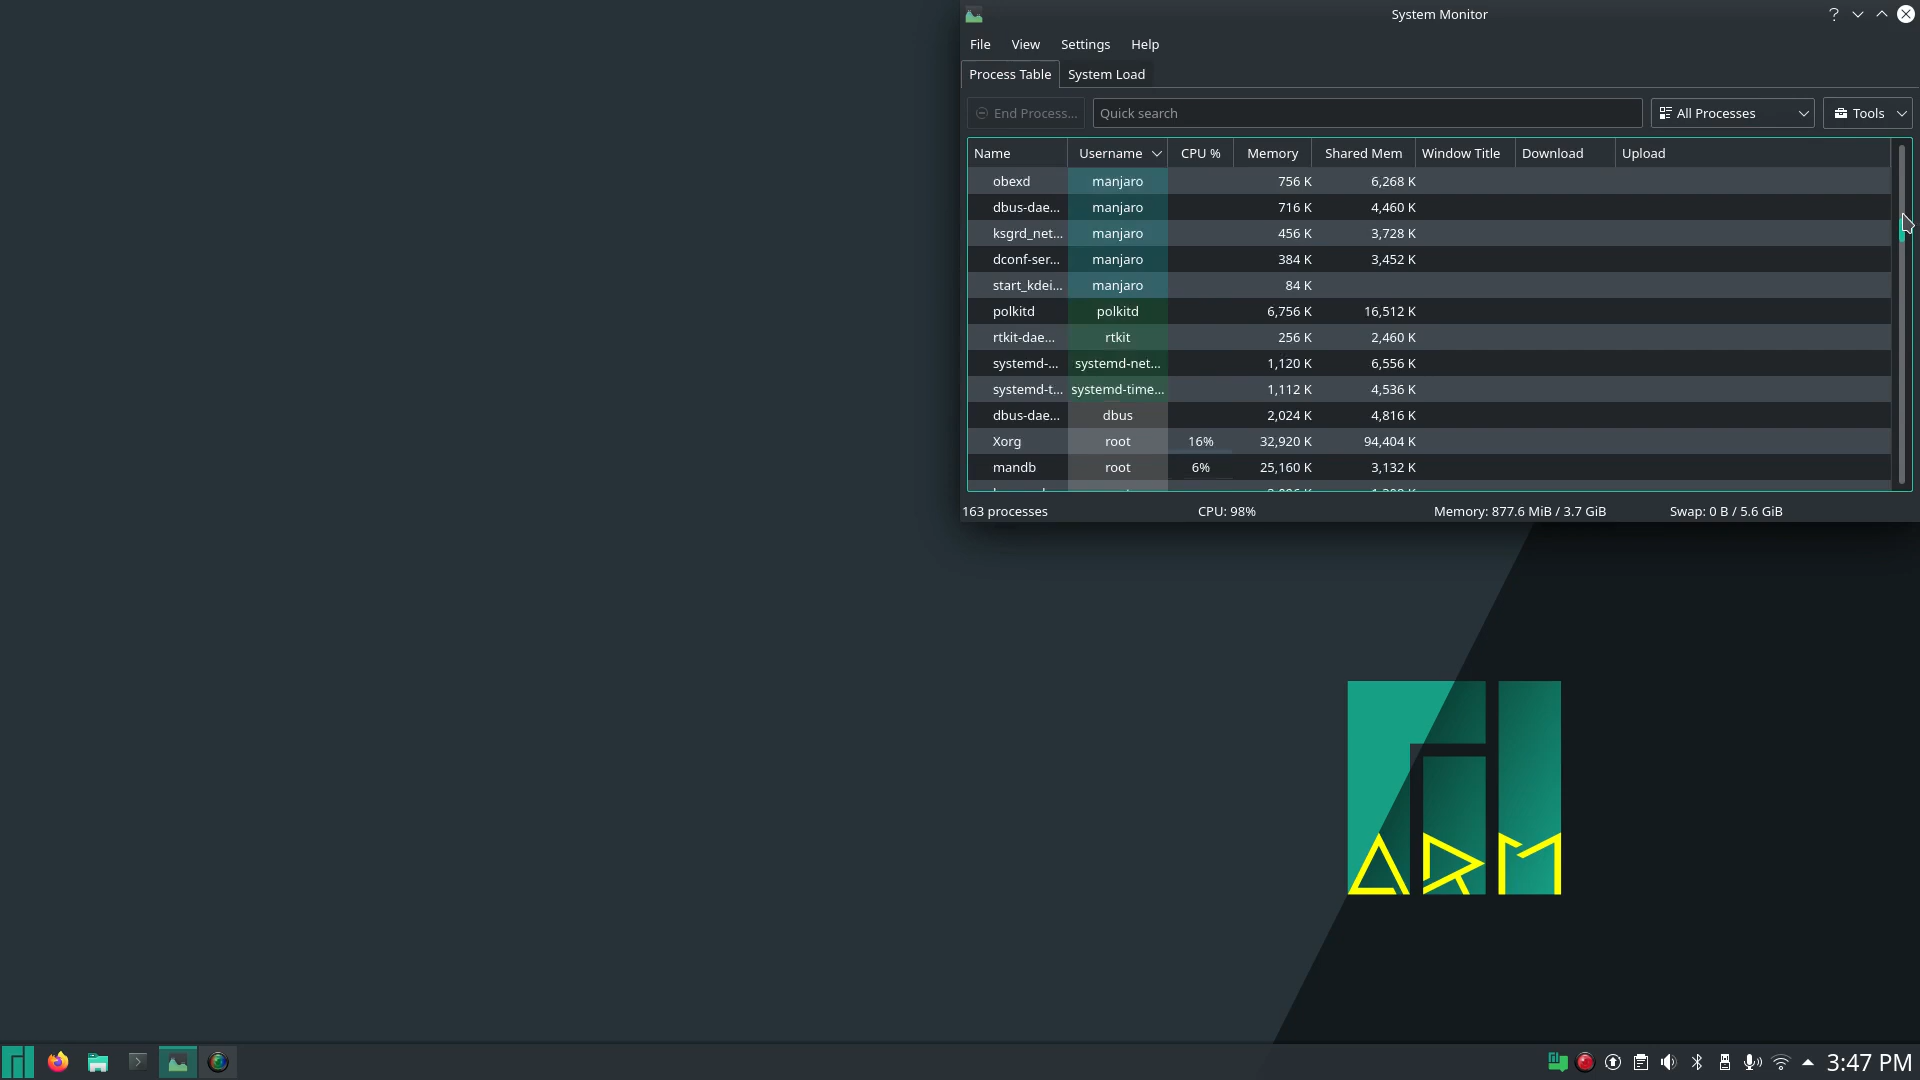 System Monitor
File View Settings Help
Process Table System Load
End Process... Quick search All Processes Tools
Name Username CPU % Memory Shared Mem Window Title Download Upload
obexd manjaro 756 K 6,268 K
dbus-dae... manjaro 716 K 4,460 K
ksgrd_net... manjaro 456 K 3,728 K
dconf-ser... manjaro 384 K 3,452 K
start_kdei... manjaro 84 K
polkitd polkitd 6,756 K 16,512 K
rtkit-dae... rtkit 256 K 2,460 K
systemd-... systemd-net... 1,120 K 6,556 K
systemd-t... systemd-time... 1,112 K 4,536 K
dbus-dae... dbus 2,024 K 4,816 K
Xorg root 16% 32,920 K 94,404 K
mandb root 6% 25,160 K 3,132 K
163 processes CPU: 98% Memory: 877.6 MiB / 3.7 GiB Swap: 0 B / 5.6 GiB
ARM
3:47 PM